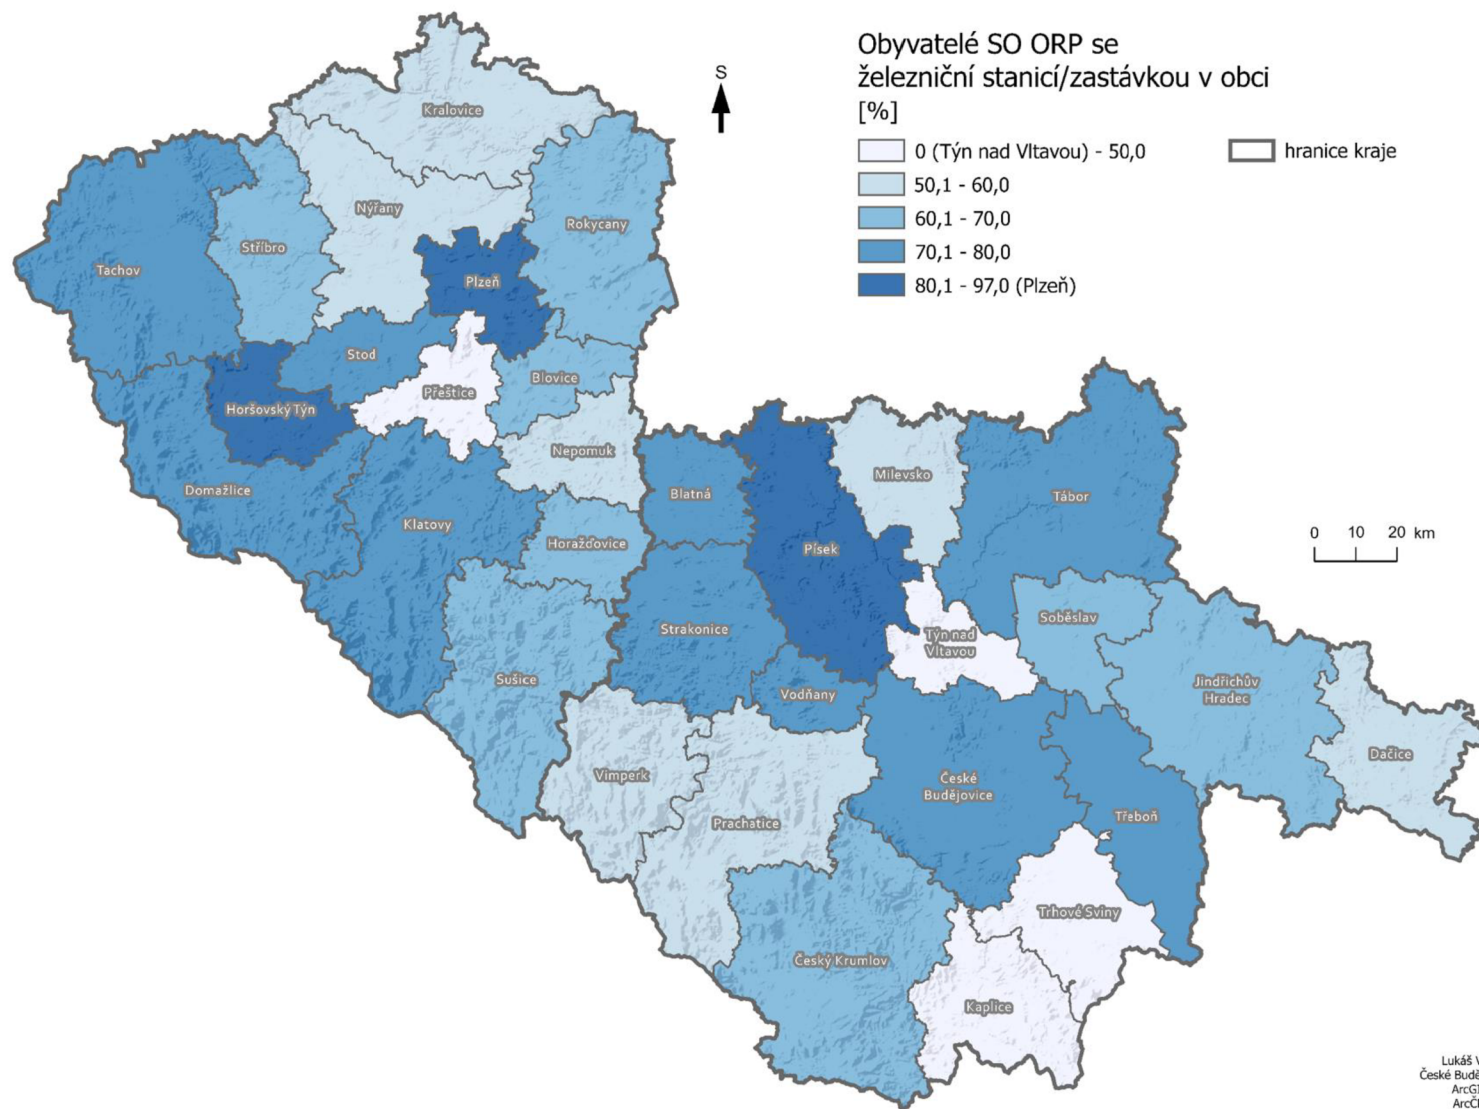 Obyvatelé SO ORP se
železniční stanicí/zastávkou v obci
[%]
0 (Týn nad Vltavou) - 50,0
hranice kraje
50,1 - 60,0
60,1 - 70,0
70,1 - 80,0
80,1 - 97,0 (Plzeň)
S
Kralovice
Nýřany
Rokycany
Stříbro
Tachov
Plzeň
Stod
Blovice
Přeštice
Horšovský Týn
Nepomuk
Domažlice
Klatovy
Blatná
Milevsko
Tábor
Horažďovice
Písek
0 10 20 km
Soběslav
Strakonice
Týn nad
Vltavou
Sušice
Vodňany
Jindřichův
Hradec
Dačice
Vimperk
České
Budějovice
Prachatice
Třeboň
Trhové Sviny
Český Krumlov
Kaplice
Lukáš
České